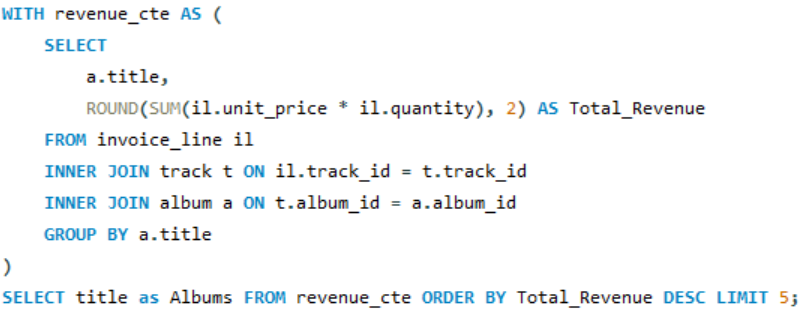 WITH revenue_cte AS (
    SELECT
        a.title,
        ROUND(SUM(il.unit_price * il.quantity), 2) AS Total_Revenue
    FROM invoice_line il
    INNER JOIN track t ON il.track_id = t.track_id
    INNER JOIN album a ON t.album_id = a.album_id
    GROUP BY a.title
)
SELECT title as Albums FROM revenue_cte ORDER BY Total_Revenue DESC LIMIT 5;